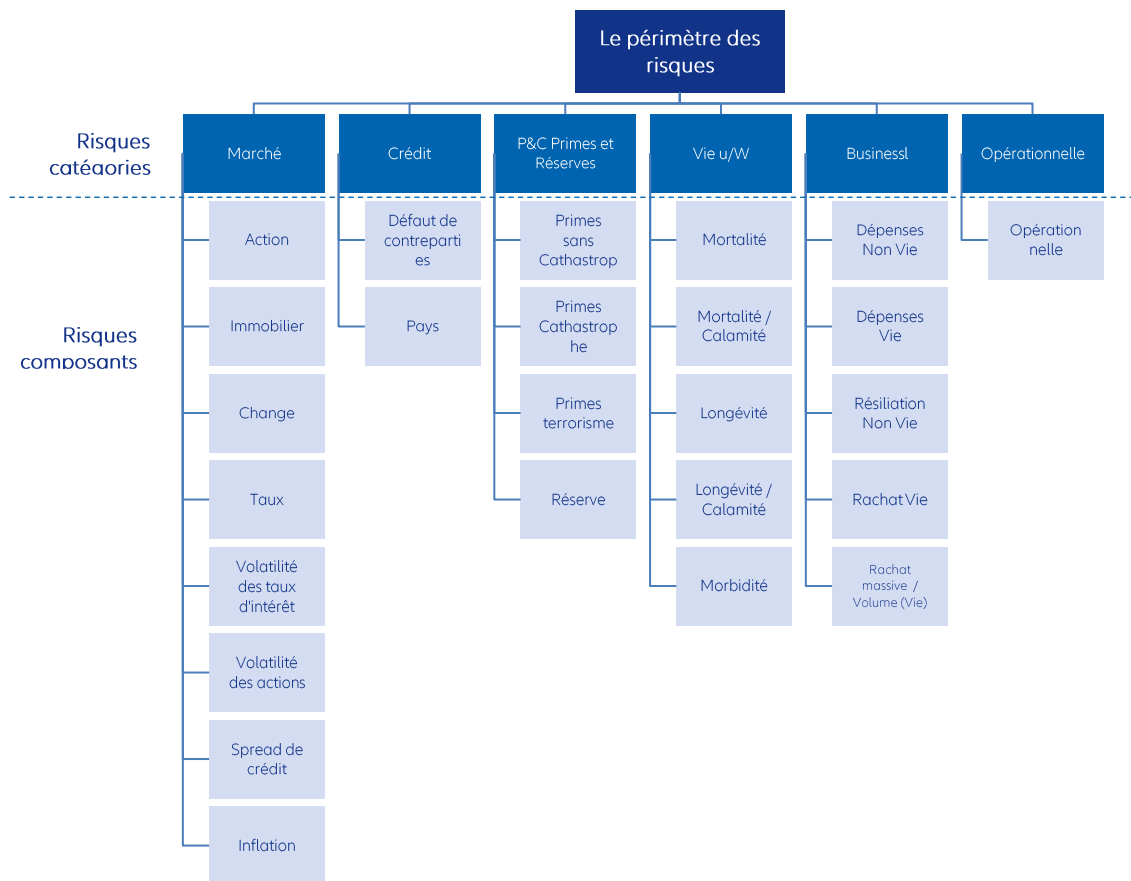 Le périmètre des
risques
Risques
catégories
Marché
Crédit
P&C Primes et
Réserves
Vie u/W
Businessl
Opérationnelle
Risques
composants
Action
Immobilier
Change
Taux
Volatilité
des taux
d'intérêt
Volatilité
des actions
Spread de
crédit
Inflation
Défaut de
contreparti
es
Pays
Primes
sans
Cathastrop
Primes
Cathastrop
he
Primes
terrorisme
Réserve
Mortalité
Mortalité /
Calamité
Longévité
Longévité /
Calamité
Morbidité
Dépenses
Non Vie
Dépenses
Vie
Résiliation
Non Vie
Rachat Vie
Rachat
massive /
Volume (Vie)
Opération
nelle